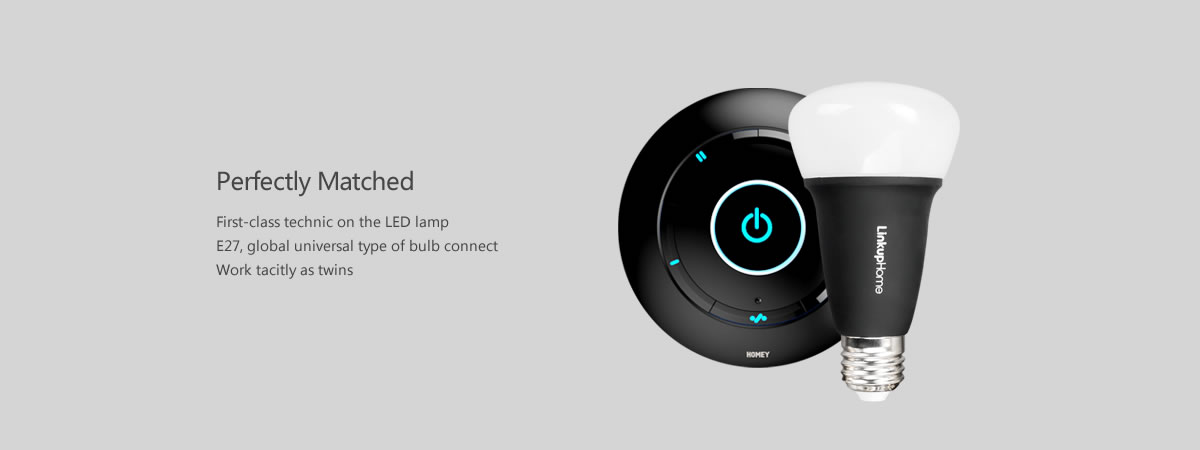 Perfectly Matched
First-class technic on the LED lamp
E27, global universal type of bulb connect
Work tacitly as twins
LinkupHome
HOMEY